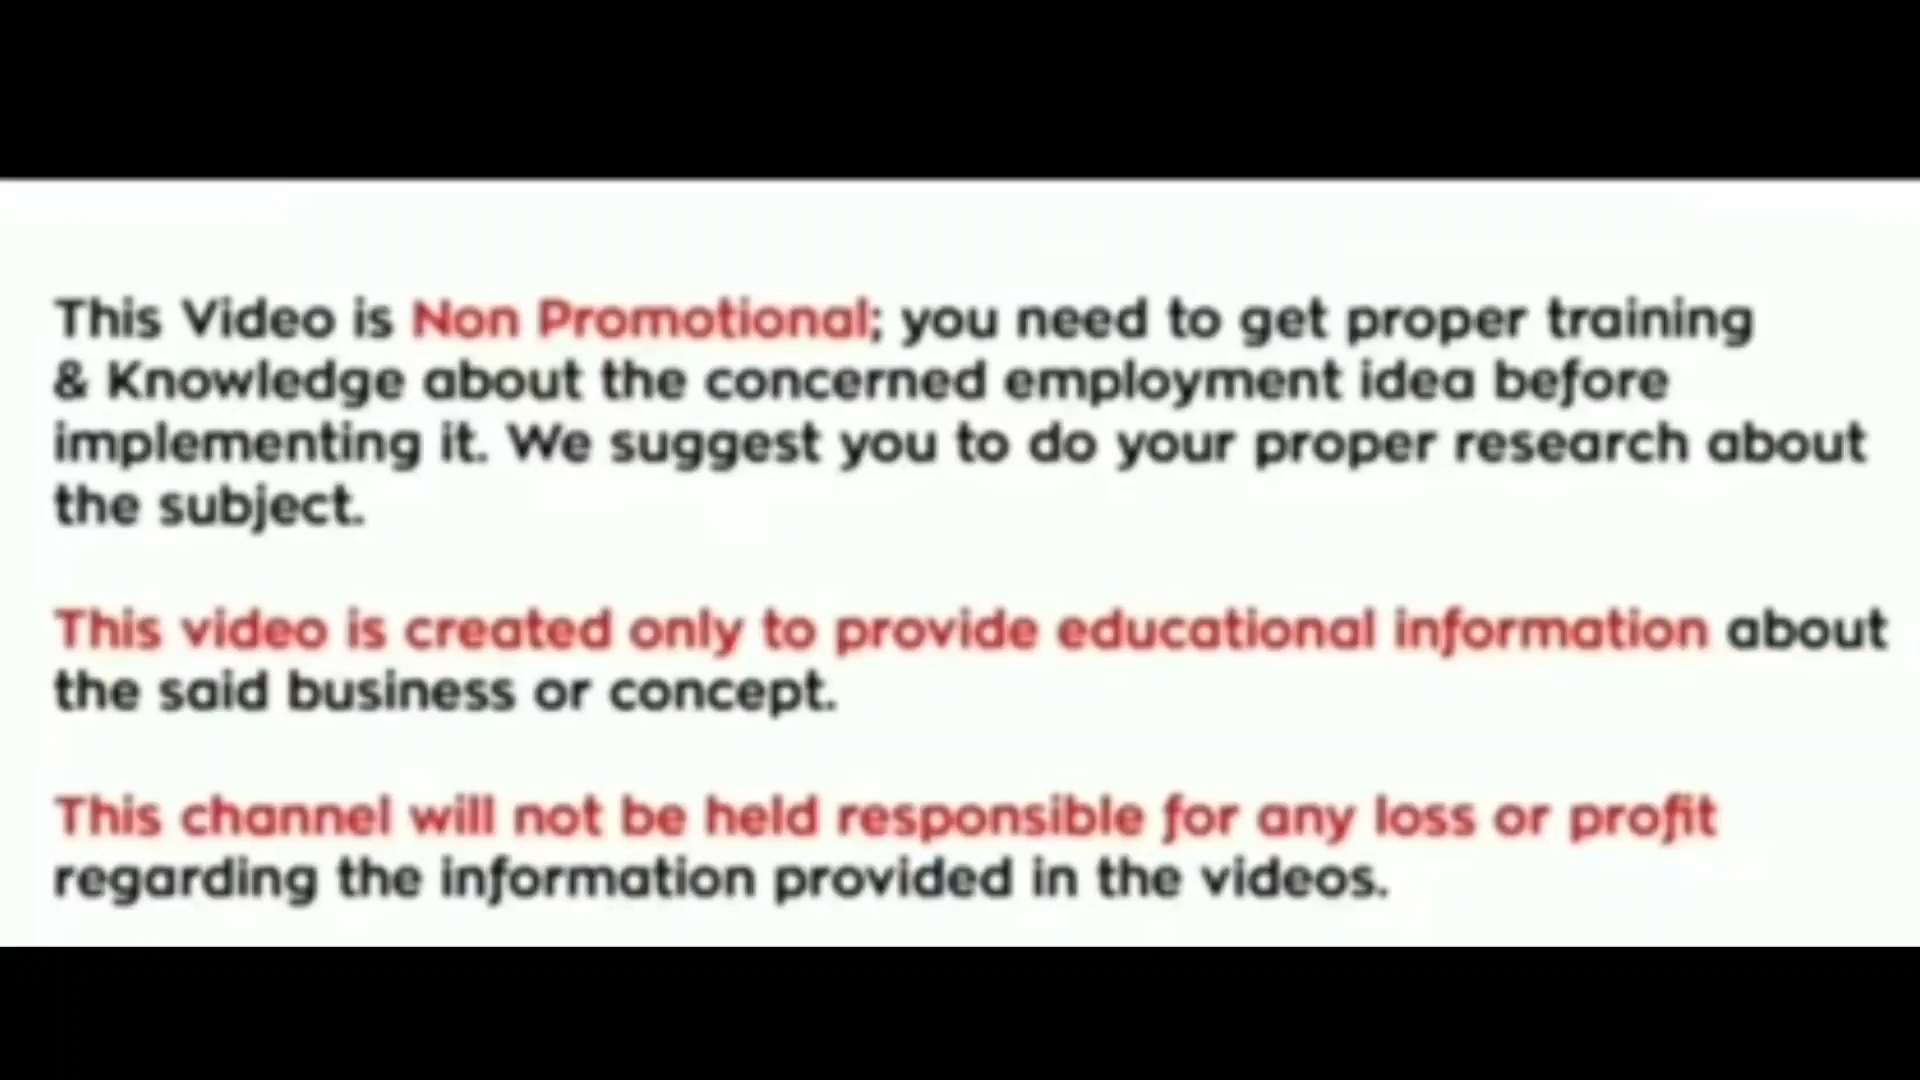 This Video is Non Promotional; you need to get proper training
& Knowledge about the concerned employment idea before
implementing it. We suggest you to do your proper research about
the subject.
This video is created only to provide educational information about
the said business or concept.
This channel will not be held responsible for any loss or profit
regarding the information provided in the videos.